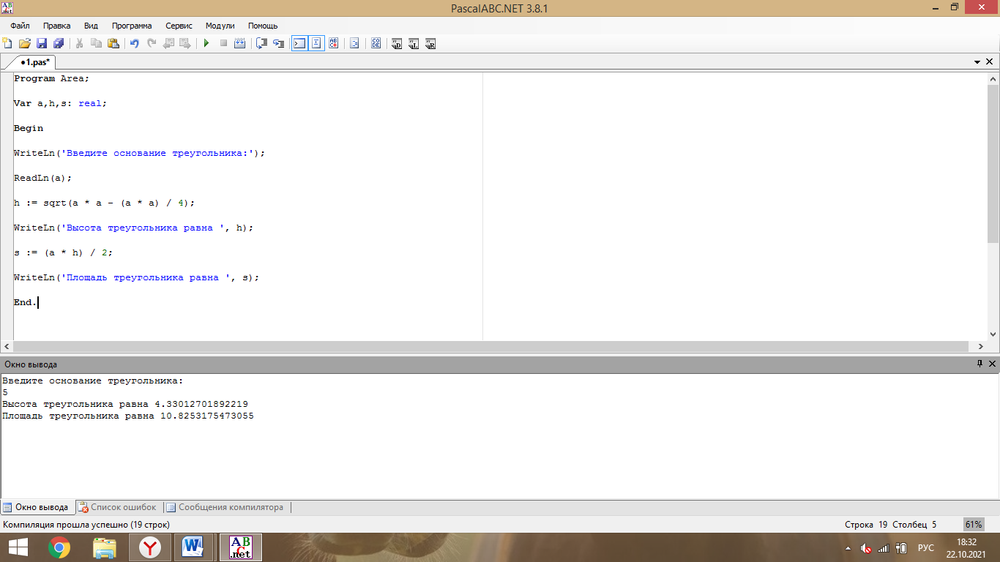 PascalABC.NET 3.8.1
Файл Правка Вид Программа Сервис Модули Помощь
•1.pas*
Program Area;
Var a,h,s: real;
Begin
WriteLn('Введите основание треугольника:');
ReadLn(a);
h := sqrt(a * a - (a * a) / 4);
WriteLn('Высота треугольника равна ', h);
s := (a * h) / 2;
WriteLn('Площадь треугольника равна ', s);
End.
Окно вывода
Введите основание треугольника:
5
Высота треугольника равна 4.33012701892219
Площадь треугольника равна 10.8253175473055
Окно вывода Список ошибок Сообщения компилятора
Компиляция прошла успешно (19 строк) Строка 19 Столбец 5 61%
ABC.net РУС 18:32
22.10.2021